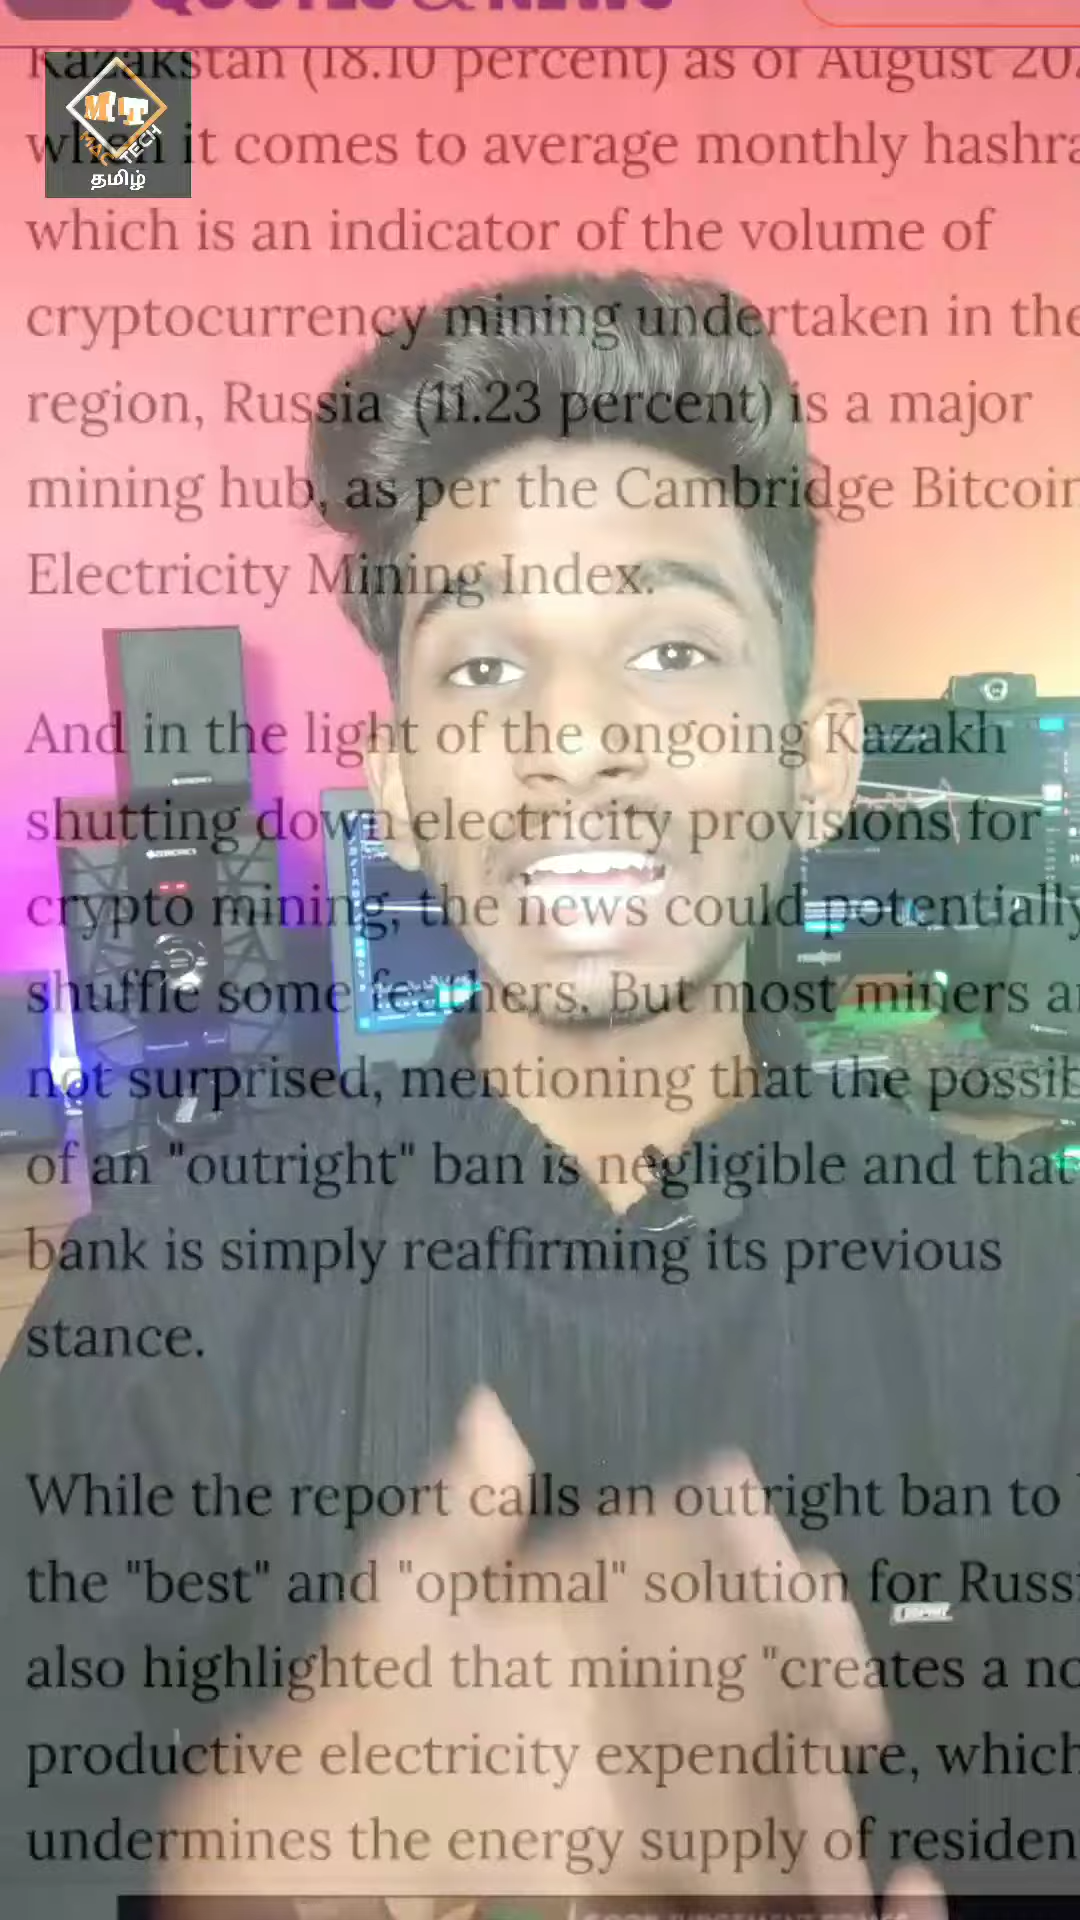 QUOTES & NEWS
Kazakstan (18.10 percent) as of August
MT
MAC TECH
தமிழ்
when it comes to average monthly
which is an indicator of the volume of
cryptocurrency mining undertaken in the
region, Russia (11.23 percent) is a major
mining hub, as per the Cambridge Bitcoin
Electricity Mining Index.
And in the light of the ongoing Kazakh
shutting down electricity provisions for
crypto mining, the news could potentially
shuffle some feathers. But most miners
not surprised, mentioning that the
of an "outright" ban is negligible and that
bank is simply reaffirming its previous
stance.
While the report calls an outright ban to
the "best" and "optimal" solution for
also highlighted that mining "creates a
productive electricity expenditure, which
undermines the energy supply of